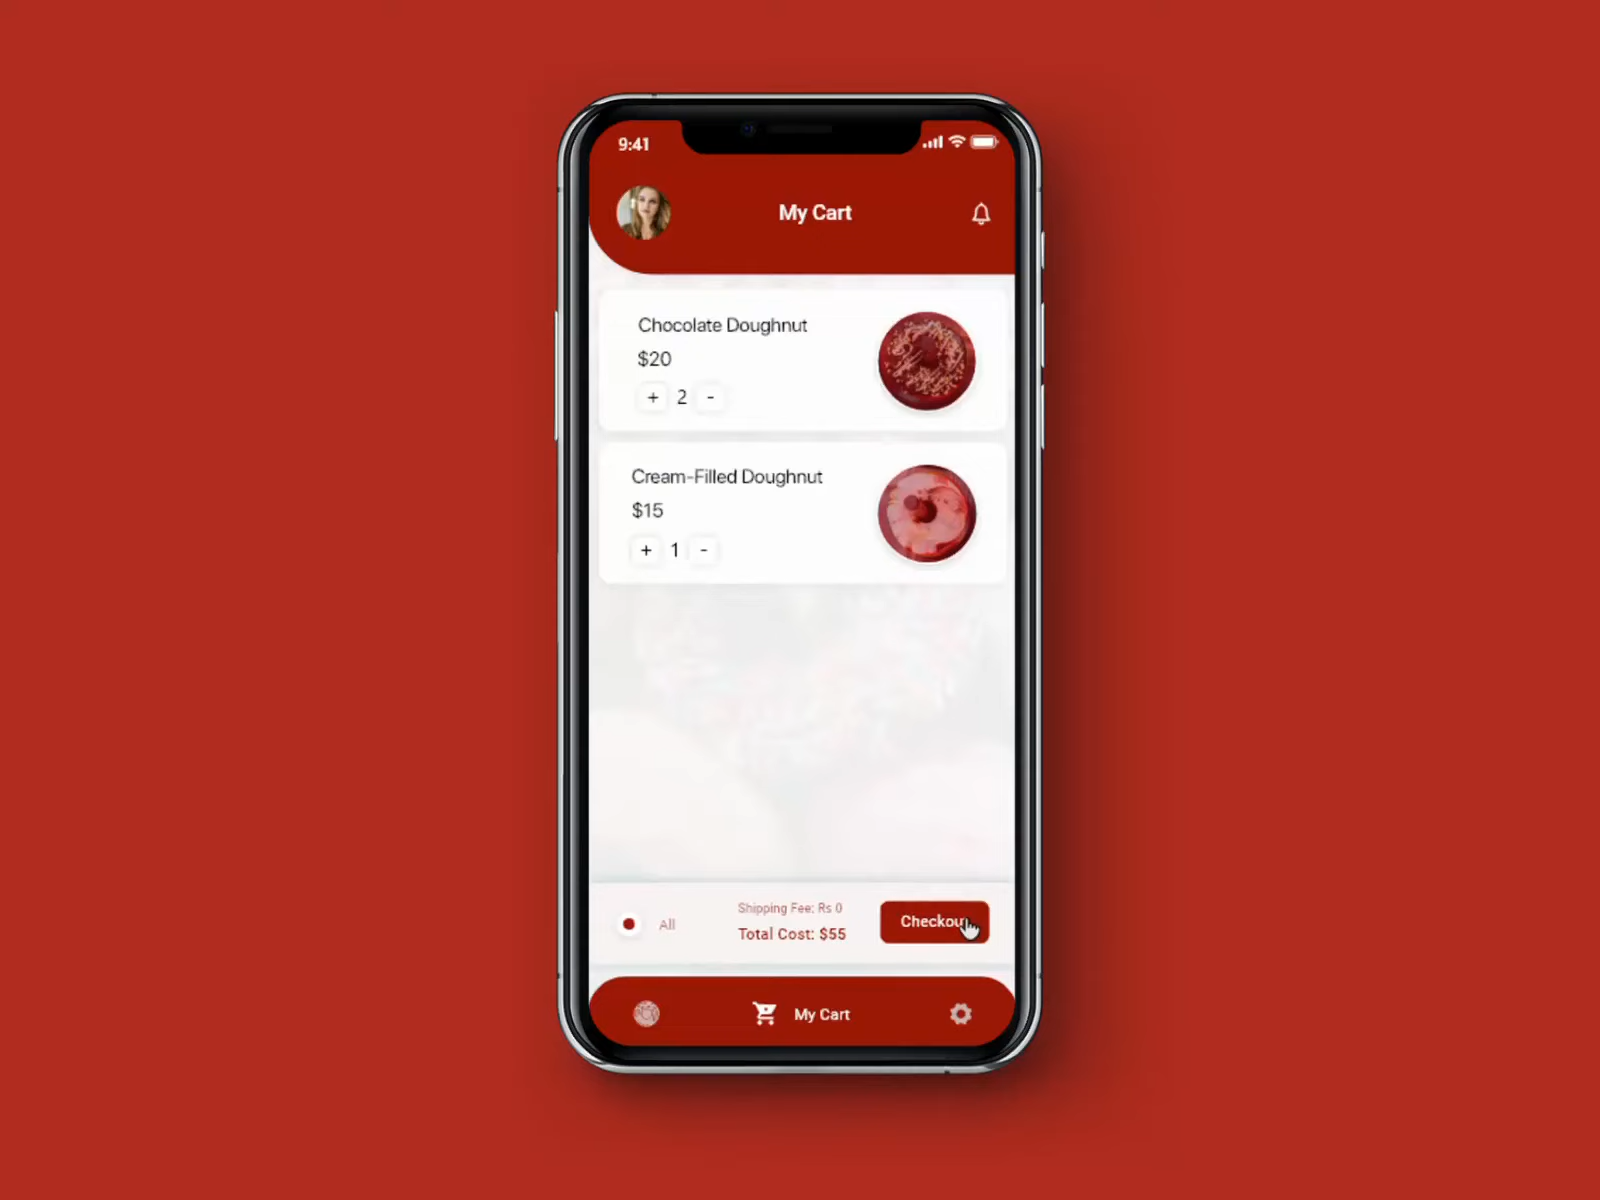 9:41
My Cart
Chocolate Doughnut
$20
+ 2 -
Cream-Filled Doughnut
$15
+ 1 -
All
Shipping Fee: Rs 0
Total Cost: $55
Checkout
My Cart